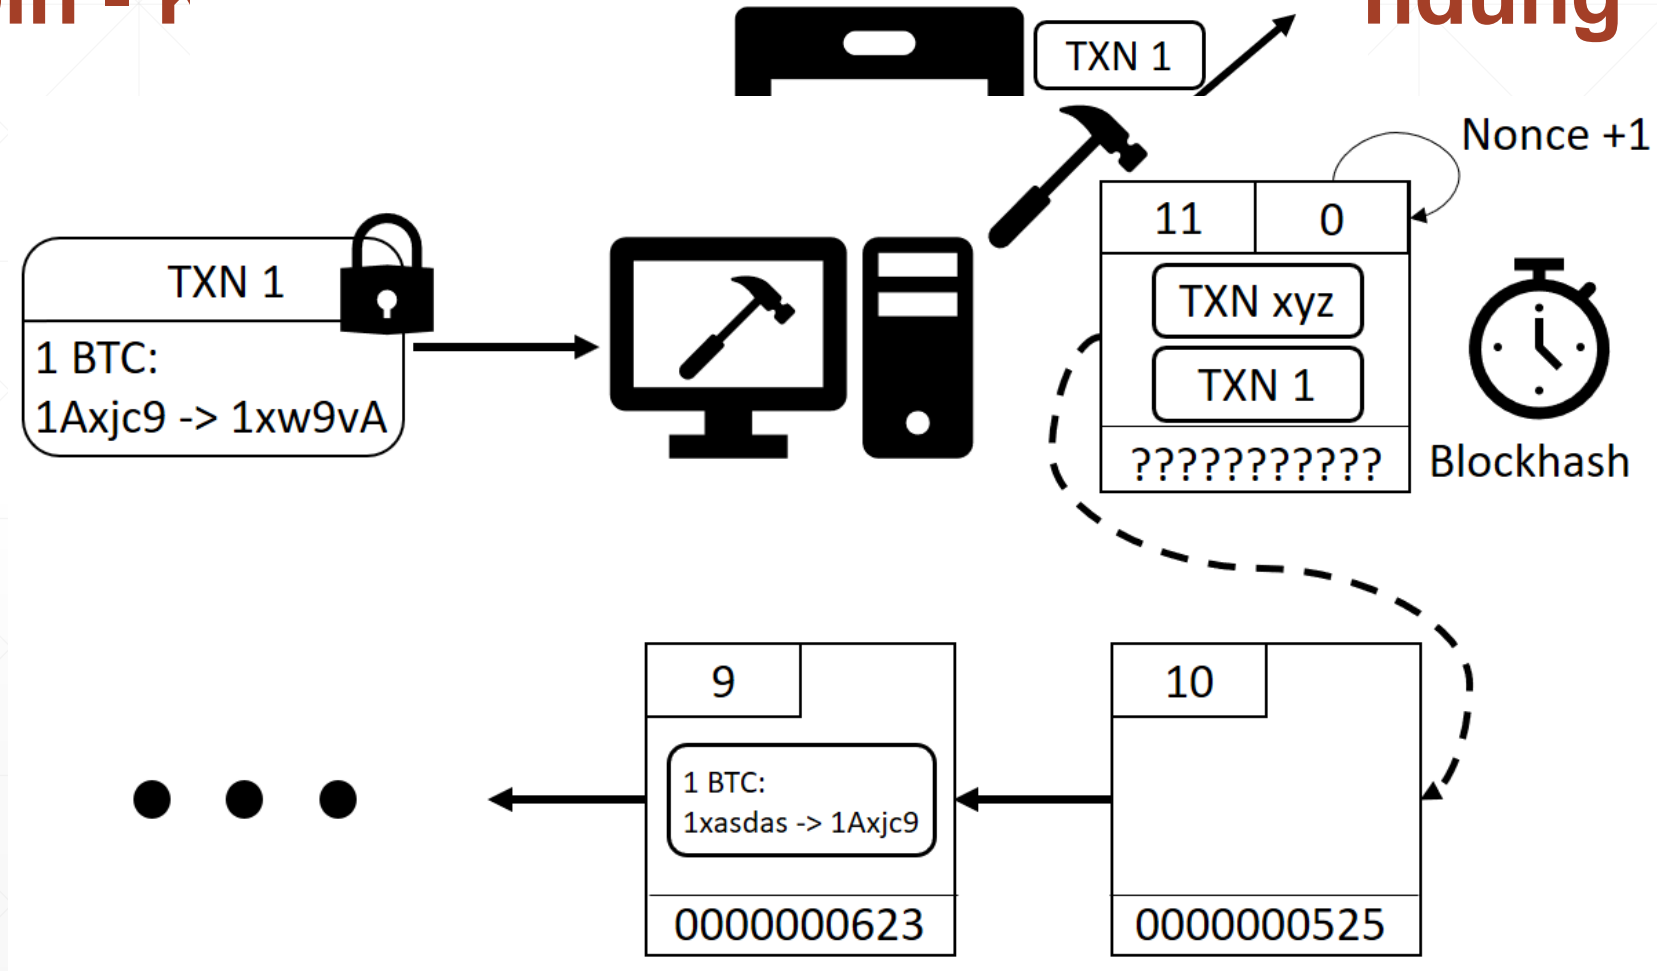 TXN 1
Nonce +1
11
0
TXN 1
TXN xyz
1 BTC:
TXN 1
1Axjc9 -> 1xw9vA
???????????
Blockhash
9
10
1 BTC:
1xasdas -> 1Axjc9
0000000623
0000000525